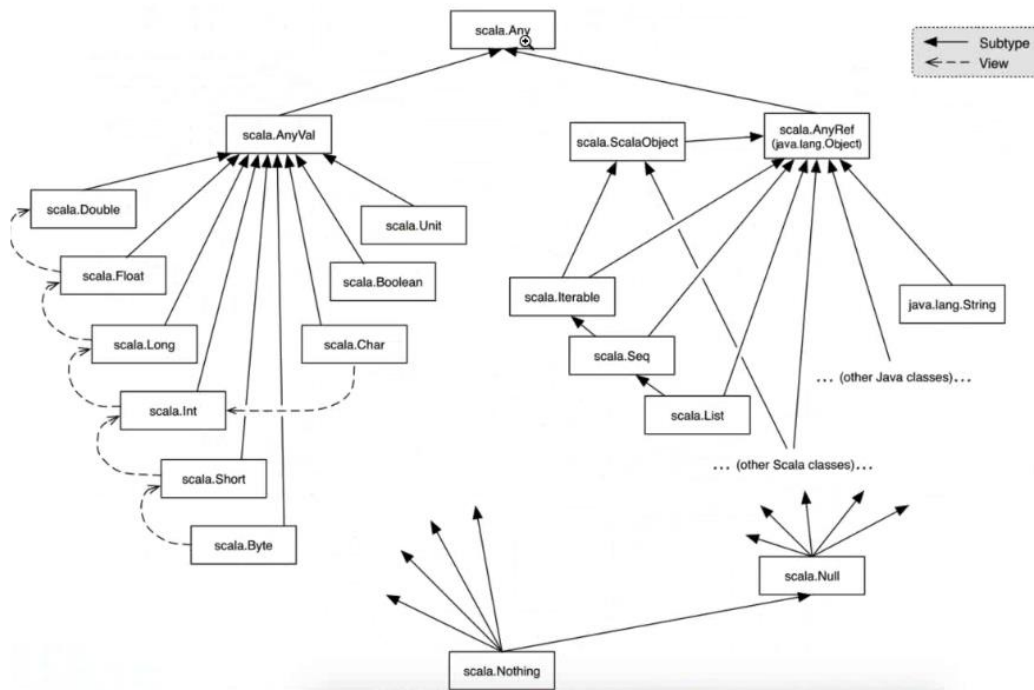 scala.Any
Subtype
View
scala.AnyVal
scala.ScalaObject
scala.AnyRef
(java.lang.Object)
scala.Double
scala.Unit
scala.Float
scala.Boolean
scala.Iterable
java.lang.String
scala.Long
scala.Char
scala.Seq
... (other Java classes)...
scala.Int
scala.List
... (other Scala classes)...
scala.Short
scala.Byte
scala.Null
scala.Nothing